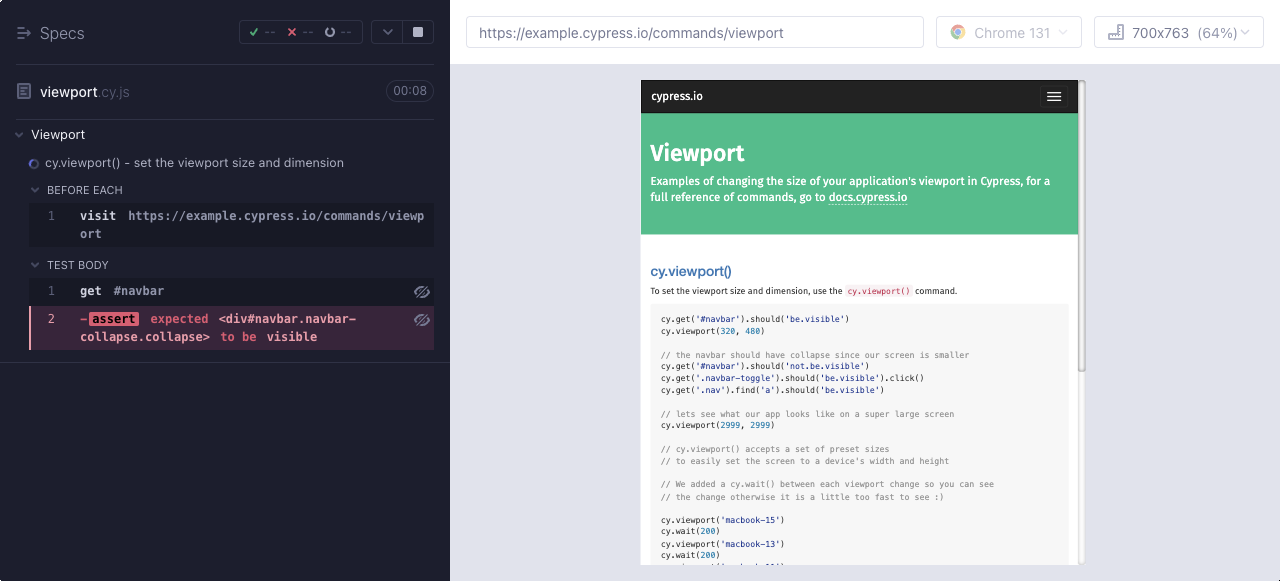 Specs
-- -- --
viewport.cy.js
00:08
Viewport
cy.viewport() - set the viewport size and dimension
BEFORE EACH
1 visit https://example.cypress.io/commands/viewp
ort
TEST BODY
1 get #navbar
2 -assert expected <div#navbar.navbar-
collapse.collapse> to be visible
https://example.cypress.io/commands/viewport
Chrome 131
700x763 (64%)
cypress.io
Viewport
Examples of changing the size of your application's viewport in Cypress, for a
full reference of commands, go to docs.cypress.io
cy.viewport()
To set the viewport size and dimension, use the cy.viewport() command.
cy.get('#navbar').should('be.visible')
cy.viewport(320, 480)
// the navbar should have collapse since our screen is smaller
cy.get('#navbar').should('not.be.visible')
cy.get('.navbar-toggle').should('be.visible').click()
cy.get('.nav').find('a').should('be.visible')
// lets see what our app looks like on a super large screen
cy.viewport(2999, 2999)
// cy.viewport() accepts a set of preset sizes
// to easily set the screen to a device's width and height
// We added a cy.wait() between each viewport change so you can see
// the change otherwise it is a little too fast to see :)
cy.viewport('macbook-15')
cy.wait(200)
cy.viewport('macbook-13')
cy.wait(200)